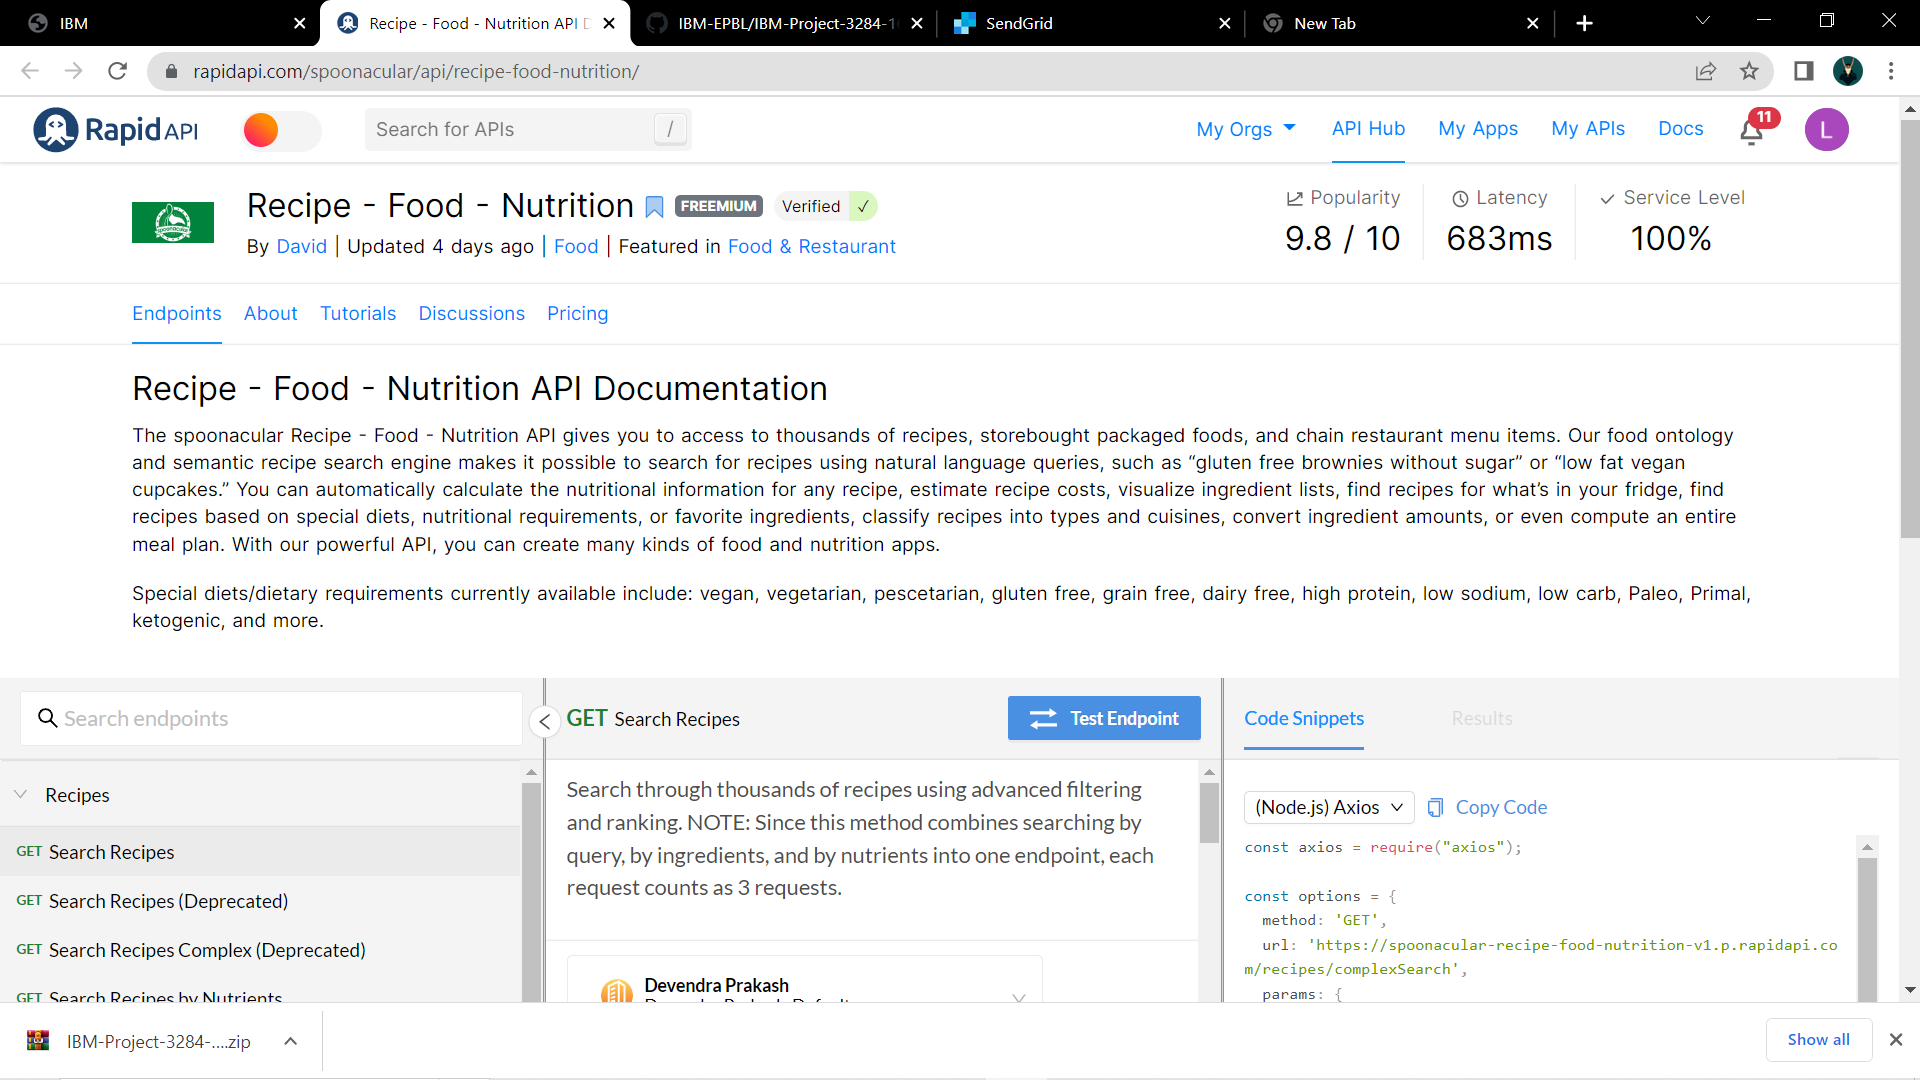 IBM
Recipe - Food - Nutrition API D
IBM-EPBL/IBM-Project-3284-1
SendGrid
New Tab
rapidapi.com/spoonacular/api/recipe-food-nutrition/
Rapid API
Search for APIs
/
My Orgs
API Hub
My Apps
My APIs
Docs
11
L
spoonacular
Recipe - Food - Nutrition
FREEMIUM
Verified ✓
Popularity
Latency
Service Level
By David | Updated 4 days ago | Food | Featured in Food & Restaurant
9.8 / 10
683ms
100%
Endpoints
About
Tutorials
Discussions
Pricing
Recipe - Food - Nutrition API Documentation
The spoonacular Recipe - Food - Nutrition API gives you to access to thousands of recipes, storebought packaged foods, and chain restaurant menu items. Our food ontology
and semantic recipe search engine makes it possible to search for recipes using natural language queries, such as “gluten free brownies without sugar” or “low fat vegan
cupcakes.” You can automatically calculate the nutritional information for any recipe, estimate recipe costs, visualize ingredient lists, find recipes for what’s in your fridge, find
recipes based on special diets, nutritional requirements, or favorite ingredients, classify recipes into types and cuisines, convert ingredient amounts, or even compute an entire
meal plan. With our powerful API, you can create many kinds of food and nutrition apps.
Special diets/dietary requirements currently available include: vegan, vegetarian, pescetarian, gluten free, grain free, dairy free, high protein, low sodium, low carb, Paleo, Primal,
ketogenic, and more.
Search endpoints
Recipes
GET Search Recipes
GET Search Recipes (Deprecated)
GET Search Recipes Complex (Deprecated)
GET Search Recipes by Nutrients
GET Search Recipes
Test Endpoint
Search through thousands of recipes using advanced filtering
and ranking. NOTE: Since this method combines searching by
query, by ingredients, and by nutrients into one endpoint, each
request counts as 3 requests.
Devendra Prakash
Code Snippets
Results
(Node.js) Axios
Copy Code
const axios = require("axios");
const options = {
method: 'GET',
url: 'https://spoonacular-recipe-food-nutrition-v1.p.rapidapi.co
m/recipes/complexSearch',
params: {
IBM-Project-3284-....zip
Show all